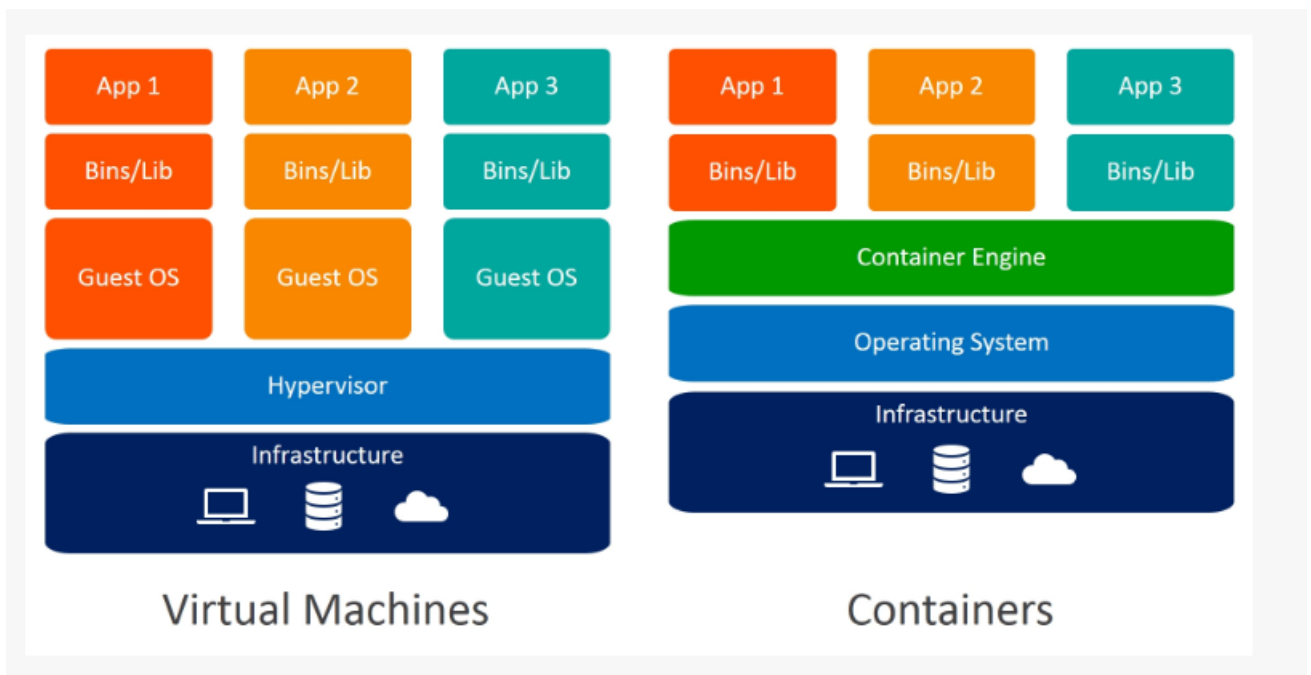 App 1
App 2
App 3
Bins/Lib
Bins/Lib
Bins/Lib
Guest OS
Guest OS
Guest OS
Hypervisor
Infrastructure
Virtual Machines
App 1
App 2
App 3
Bins/Lib
Bins/Lib
Bins/Lib
Container Engine
Operating System
Infrastructure
Containers